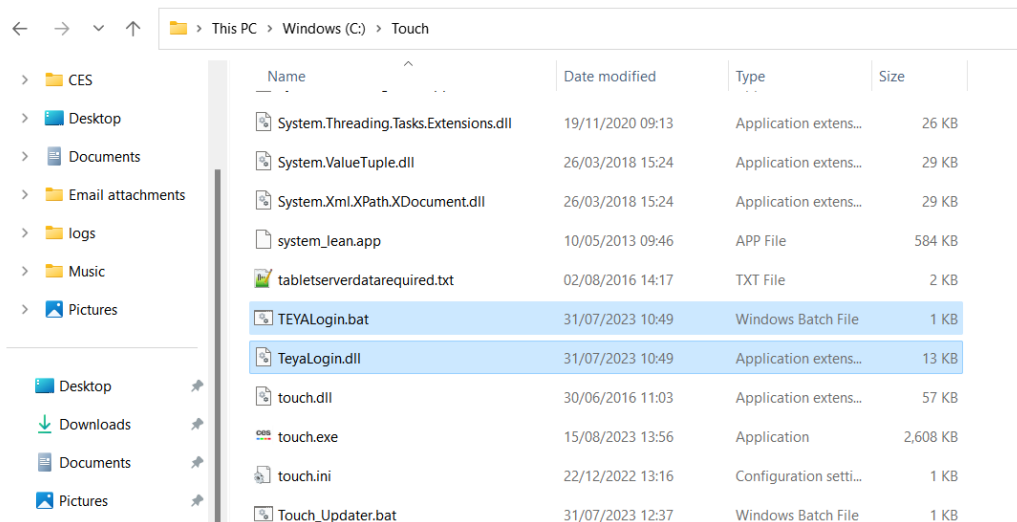 This PC > Windows (C:) > Touch
CES
Desktop
Documents
Email attachments
logs
Music
Pictures
Desktop
Downloads
Documents
Pictures
Name Date modified Type Size
System.Threading.Tasks.Extensions.dll 19/11/2020 09:13 Application extens... 26 KB
System.ValueTuple.dll 26/03/2018 15:24 Application extens... 29 KB
System.Xml.XPath.XDocument.dll 26/03/2018 15:24 Application extens... 29 KB
system_lean.app 10/05/2013 09:46 APP File 584 KB
tabletserverdatarequired.txt 02/08/2016 14:17 TXT File 2 KB
TEYALogin.bat 31/07/2023 10:49 Windows Batch File 1 KB
TeyaLogin.dll 31/07/2023 10:49 Application extens... 13 KB
touch.dll 30/06/2016 11:03 Application extens... 57 KB
ces touch.exe 15/08/2023 13:56 Application 2,608 KB
touch.ini 22/12/2022 13:16 Configuration setti... 1 KB
Touch_Updater.bat 31/07/2023 12:37 Windows Batch File 1 KB